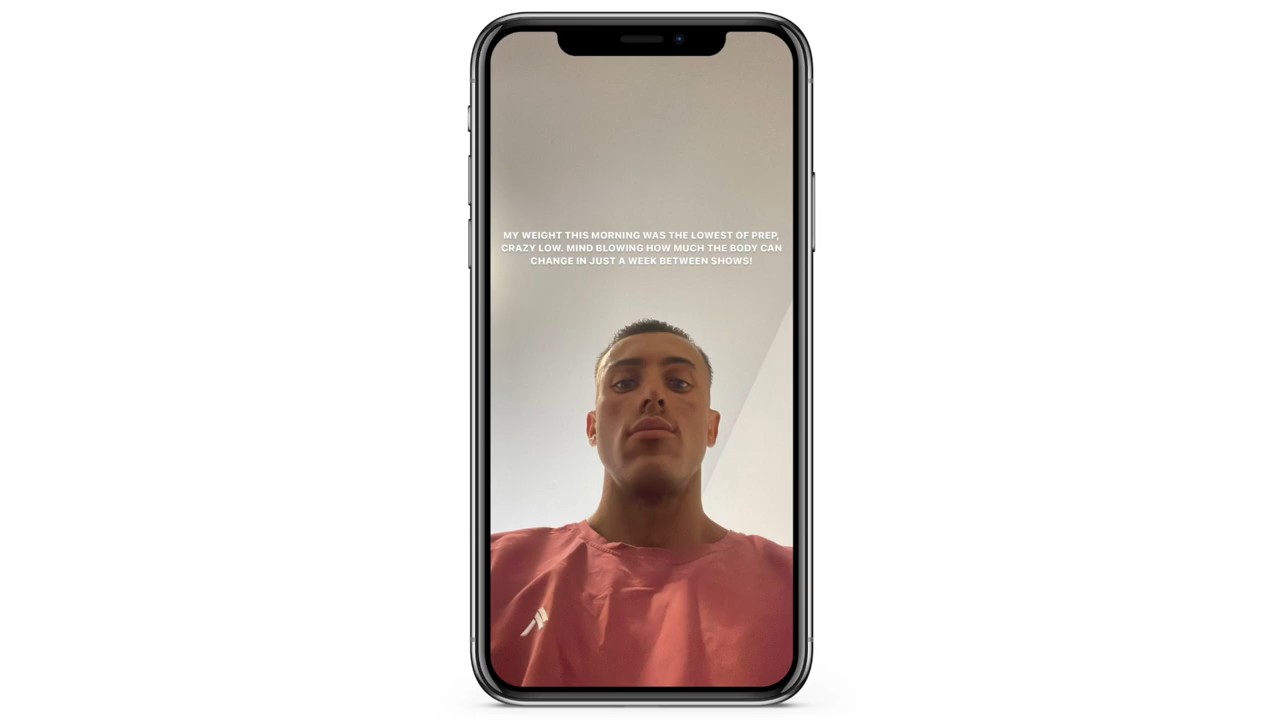 MY WEIGHT THIS MORNING WAS THE LOWEST OF PREP,
CRAZY LOW. MIND BLOWING HOW MUCH THE BODY CAN
CHANGE IN JUST A WEEK BETWEEN SHOWS!